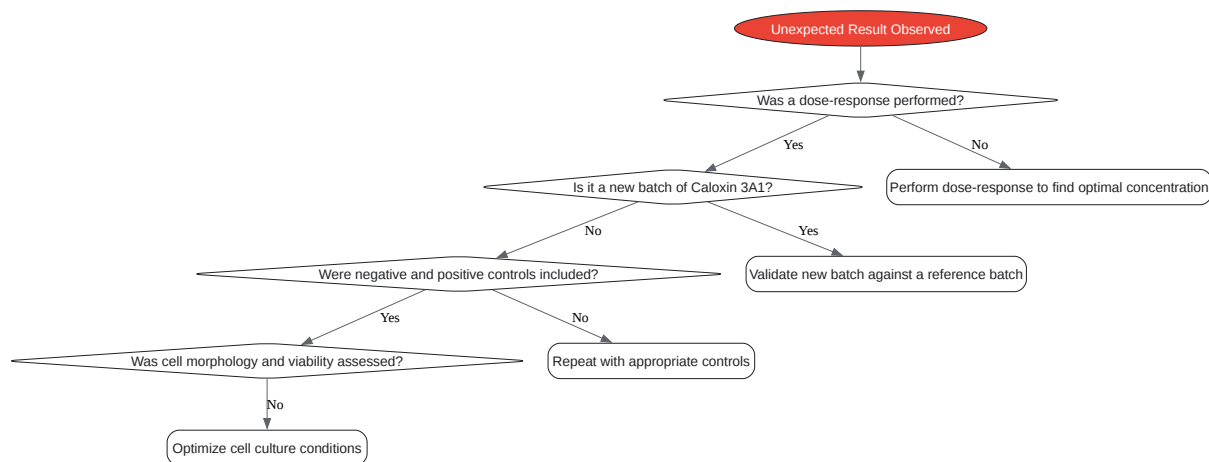 Unexpected Result Observed
Was a dose-response performed?
Yes
No
Is it a new batch of Caloxin 3A1?
Perform dose-response to find optimal concentration
No
Yes
Were negative and positive controls included?
Validate new batch against a reference batch
Yes
No
Was cell morphology and viability assessed?
Repeat with appropriate controls
No
Optimize cell culture conditions